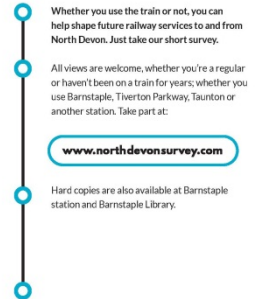 Whether you use the train or not, you can
help shape future railway services to and from
North Devon. Just take our short survey.
All views are welcome, whether you're a regular
or haven't been on a train for years; whether you
use Barnstaple, Tiverton Parkway, Taunton or
another station. Take part at:
www.northdevonsurvey.com
Hard copies are also available at Barnstaple
station and Barnstaple Library.